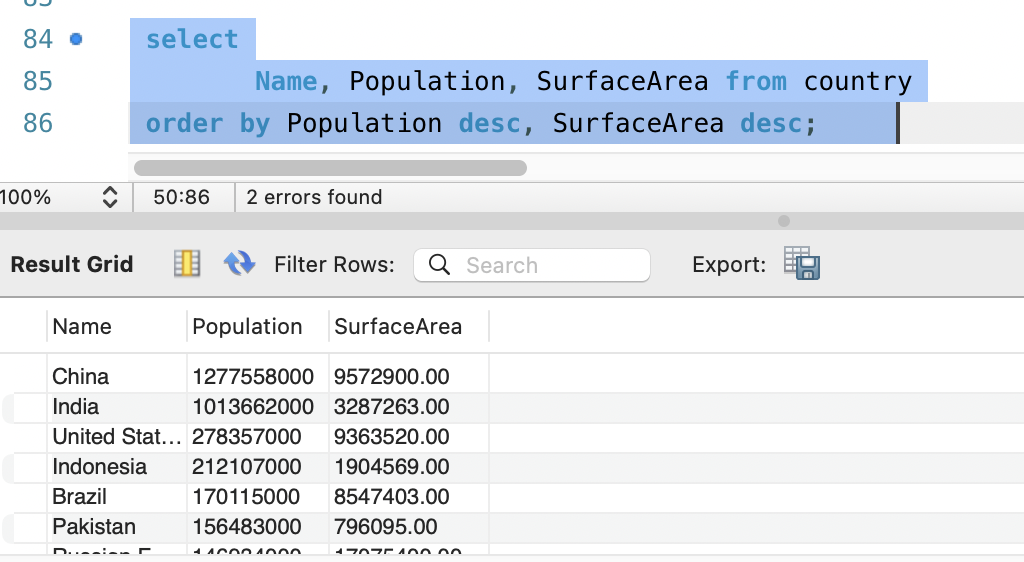 84 select
85 Name, Population, SurfaceArea from country
86 order by Population desc, SurfaceArea desc;
100% 50:86 2 errors found
Result Grid Filter Rows: Search Export:
Name Population SurfaceArea
China 1277558000 9572900.00
India 1013662000 3287263.00
United Stat... 278357000 9363520.00
Indonesia 212107000 1904569.00
Brazil 170115000 8547403.00
Pakistan 156483000 796095.00